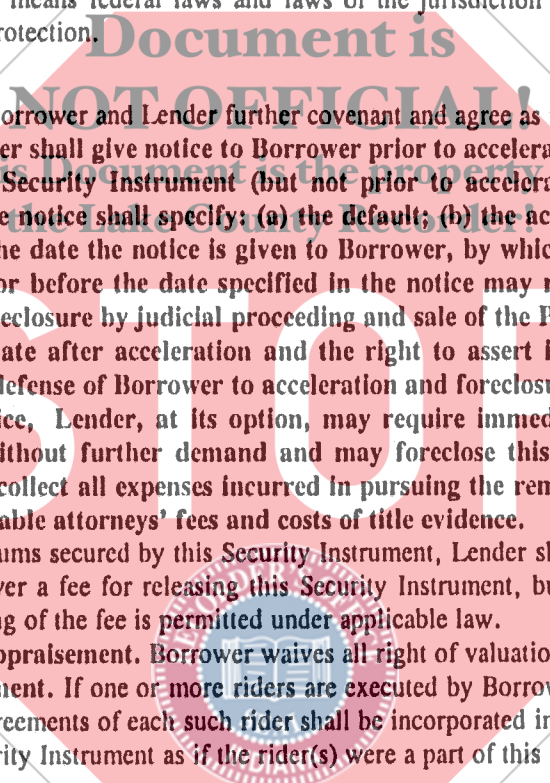 means federal laws and laws of the jurisdiction
rotection.
Document is
NOT OFFICIAL!
orrower and Lender further covenant and agree as
er shall give notice to Borrower prior to accelera
s Document is the property
Security Instrument (but not prior to accelera
e notice shall specify: (a) the default; (b) the ac
the Lake County Recorder!
he date the notice is given to Borrower, by whic
or before the date specified in the notice may r
STOP
eclosure by judicial proceeding and sale of the P
ate after acceleration and the right to assert i
defense of Borrower to acceleration and foreclosu
ice, Lender, at its option, may require immed
ithout further demand and may foreclose this
collect all expenses incurred in pursuing the rem
able attorneys' fees and costs of title evidence.
ums secured by this Security Instrument, Lender sh
ver a fee for releasing this Security Instrument, bu
ng of the fee is permitted under applicable law.
ppraisement. Borrower waives all right of valuatio
ment. If one or more riders are executed by Borrow
reements of each such rider shall be incorporated in
rity Instrument as if the rider(s) were a part of this